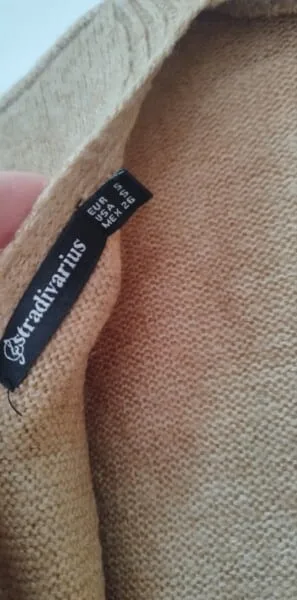 EUR S
USA S
MEX 26
stradivarius